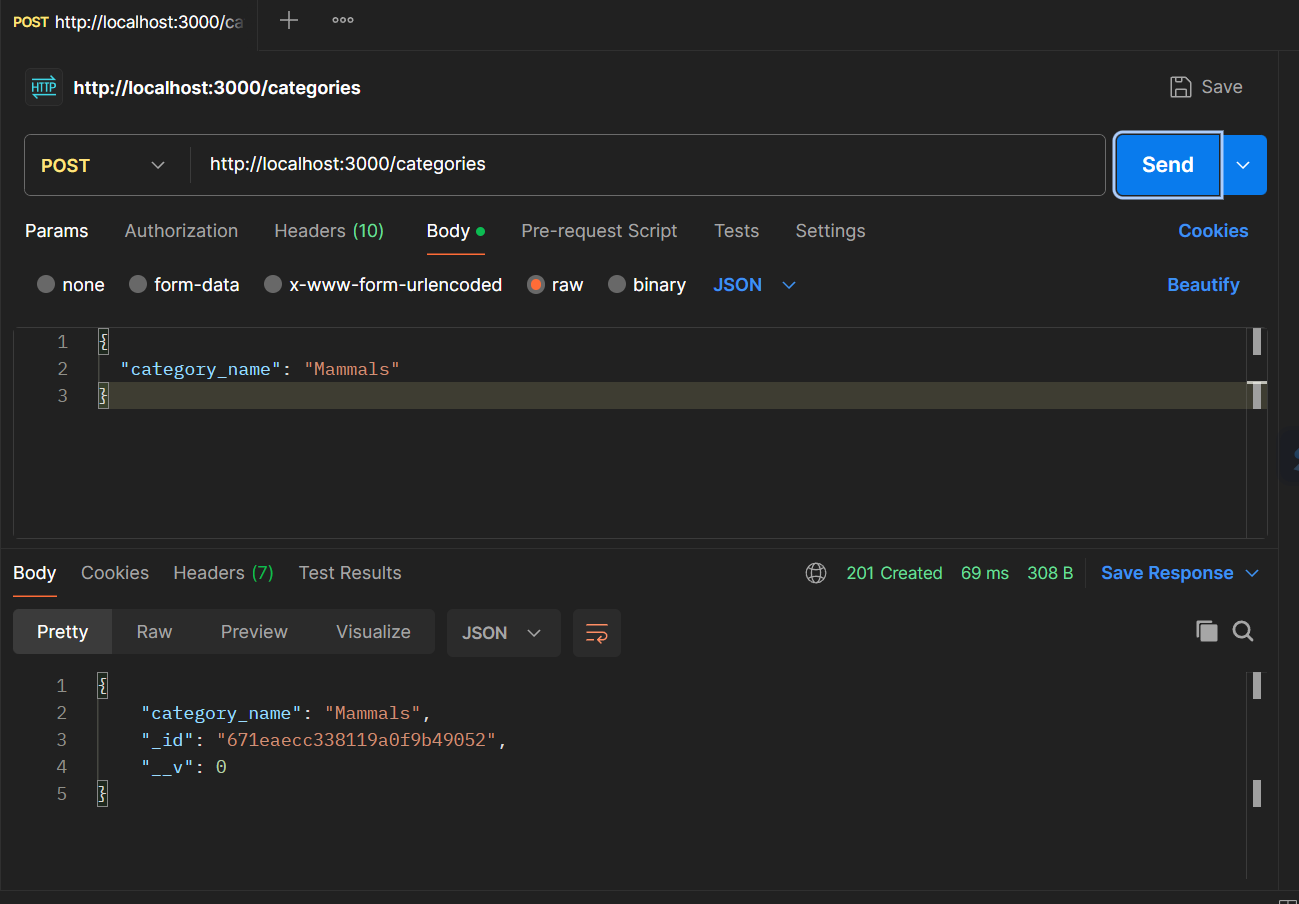 POST http://localhost:3000/ca
HTTP http://localhost:3000/categories Save
POST http://localhost:3000/categories Send
Params Authorization Headers (10) Body Pre-request Script Tests Settings Cookies
none form-data x-www-form-urlencoded raw binary JSON Beautify
1 {
2 "category_name": "Mammals"
3 }
Body Cookies Headers (7) Test Results 201 Created 69 ms 308 B Save Response
Pretty Raw Preview Visualize JSON
1 {
2 "category_name": "Mammals",
3 "_id": "671eaecc338119a0f9b49052",
4 "__v": 0
5 }